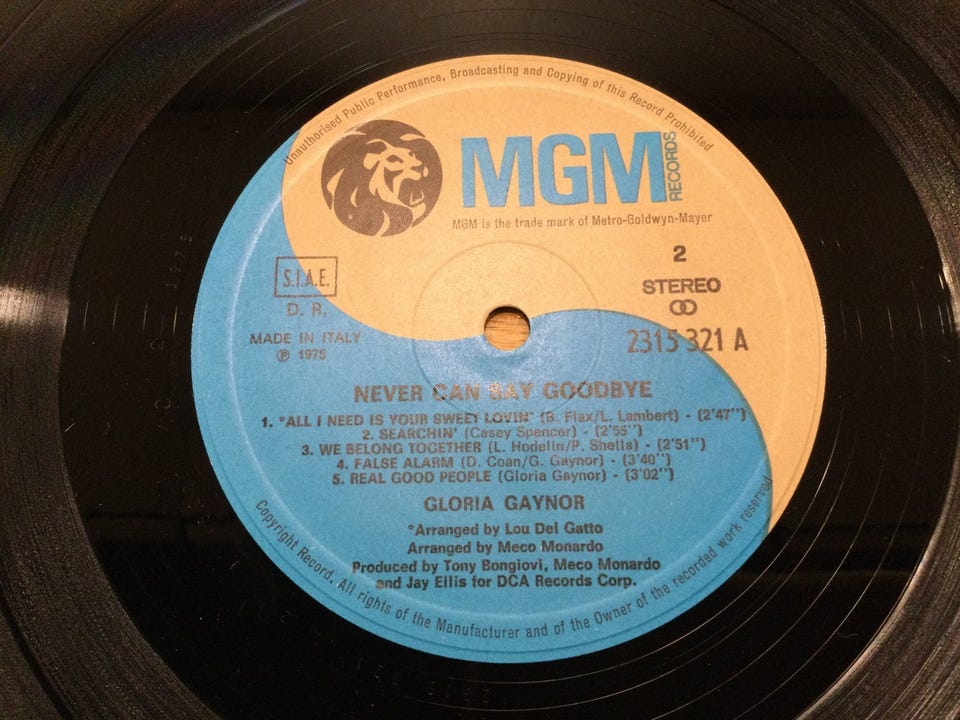 Unauthorised Public Performance, Broadcasting and Copying of this Record Prohibited
MGM RECORDS
MGM is the trade mark of Metro-Goldwyn-Mayer
2
S.I.A.E.
STEREO
D. R.
MADE IN ITALY
2315 321 A
℗ 1975
NEVER CAN SAY GOODBYE
1. *ALL I NEED IS YOUR SWEET LOVIN' (B. Flax/L. Lambert) - (2'47")
2. SEARCHIN' (Casey Spencer) - (2'55")
3. WE BELONG TOGETHER (L. Hodelin/P. Shells) - (2'51")
4. FALSE ALARM (D. Coan/G. Gaynor) - (3'40")
5. REAL GOOD PEOPLE (Gloria Gaynor) - (3'02")
GLORIA GAYNOR
*Arranged by Lou Del Gatto
Arranged by Meco Monardo
Produced by Tony Bongiovi, Meco Monardo
and Jay Ellis for DCA Records Corp.
Copyright Record. All rights of the Manufacturer and of the Owner of the recorded work reserved